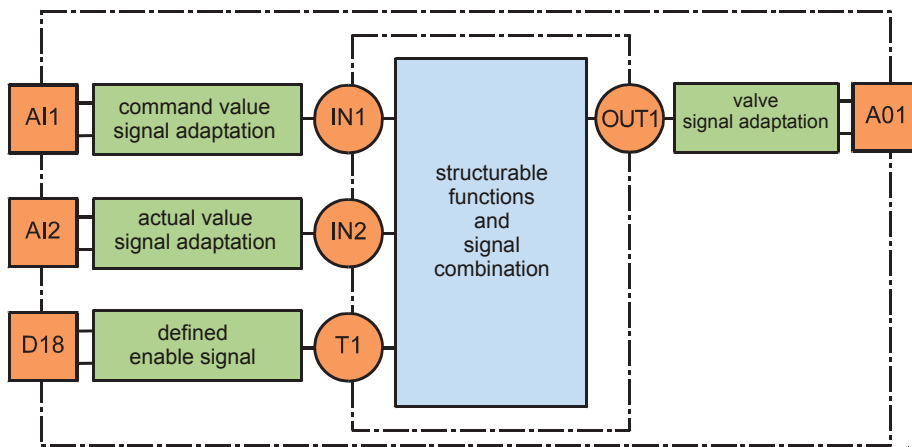 AI1
command value
signal adaptation
IN1
OUT1
valve
signal adaptation
A01
AI2
actual value
signal adaptation
IN2
structurable
functions
and
signal
combination
D18
defined
enable signal
T1